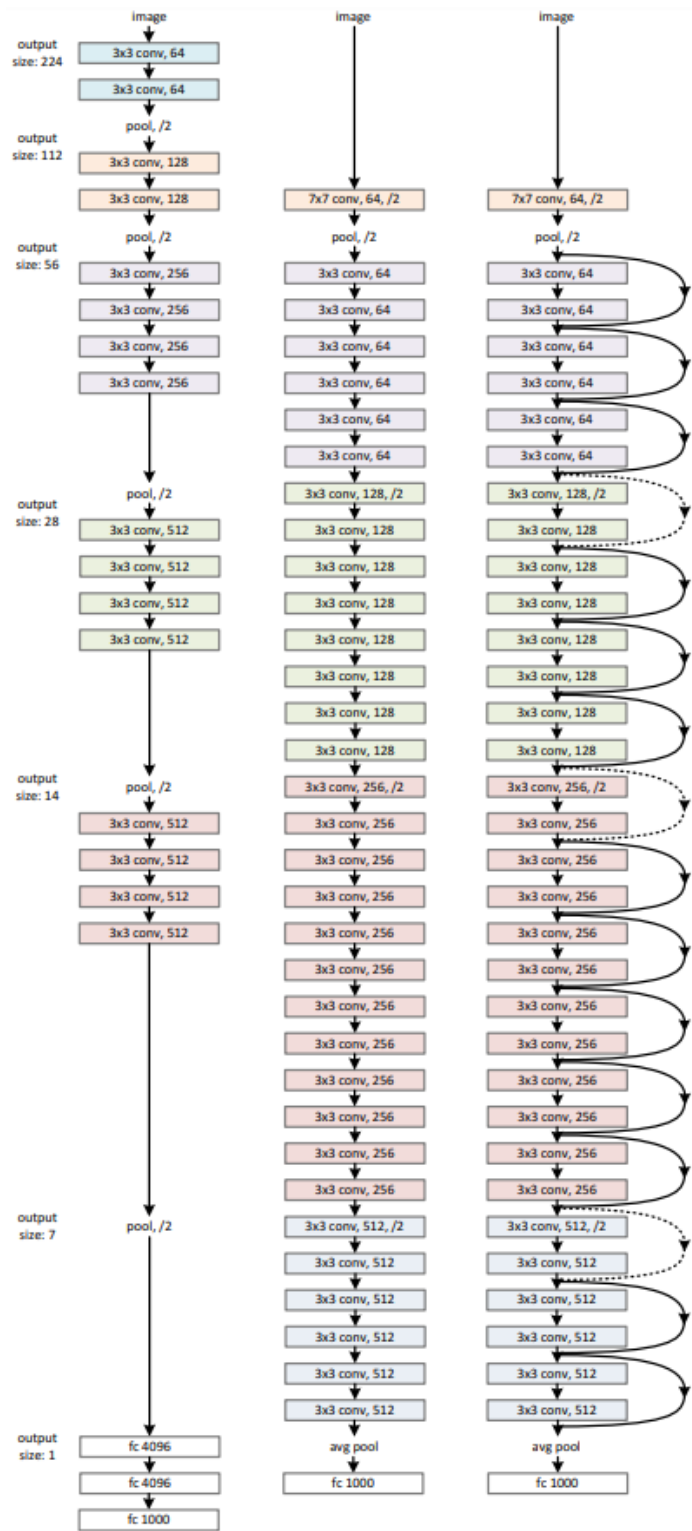 output
size: 224
output
size: 112
output
size: 56
output
size: 28
output
size: 14
output
size: 7
output
size: 1
image
3x3 conv, 64
3x3 conv, 64
pool, /2
3x3 conv, 128
3x3 conv, 128
pool, /2
3x3 conv, 256
3x3 conv, 256
3x3 conv, 256
3x3 conv, 256
pool, /2
3x3 conv, 512
3x3 conv, 512
3x3 conv, 512
3x3 conv, 512
pool, /2
3x3 conv, 512
3x3 conv, 512
3x3 conv, 512
3x3 conv, 512
pool, /2
fc 4096
fc 4096
fc 1000
image
7x7 conv, 64, /2
pool, /2
3x3 conv, 64
3x3 conv, 64
3x3 conv, 64
3x3 conv, 64
3x3 conv, 64
3x3 conv, 64
3x3 conv, 128, /2
3x3 conv, 128
3x3 conv, 128
3x3 conv, 128
3x3 conv, 128
3x3 conv, 128
3x3 conv, 128
3x3 conv, 128
3x3 conv, 256, /2
3x3 conv, 256
3x3 conv, 256
3x3 conv, 256
3x3 conv, 256
3x3 conv, 256
3x3 conv, 256
3x3 conv, 256
3x3 conv, 256
3x3 conv, 256
3x3 conv, 256
3x3 conv, 256
3x3 conv, 512, /2
3x3 conv, 512
3x3 conv, 512
3x3 conv, 512
3x3 conv, 512
3x3 conv, 512
avg pool
fc 1000
image
7x7 conv, 64, /2
pool, /2
3x3 conv, 64
3x3 conv, 64
3x3 conv, 64
3x3 conv, 64
3x3 conv, 64
3x3 conv, 64
3x3 conv, 128, /2
3x3 conv, 128
3x3 conv, 128
3x3 conv, 128
3x3 conv, 128
3x3 conv, 128
3x3 conv, 128
3x3 conv, 128
3x3 conv, 256, /2
3x3 conv, 256
3x3 conv, 256
3x3 conv, 256
3x3 conv, 256
3x3 conv, 256
3x3 conv, 256
3x3 conv, 256
3x3 conv, 256
3x3 conv, 256
3x3 conv, 256
3x3 conv, 256
3x3 conv, 512, /2
3x3 conv, 512
3x3 conv, 512
3x3 conv, 512
3x3 conv, 512
3x3 conv, 512
avg pool
fc 1000